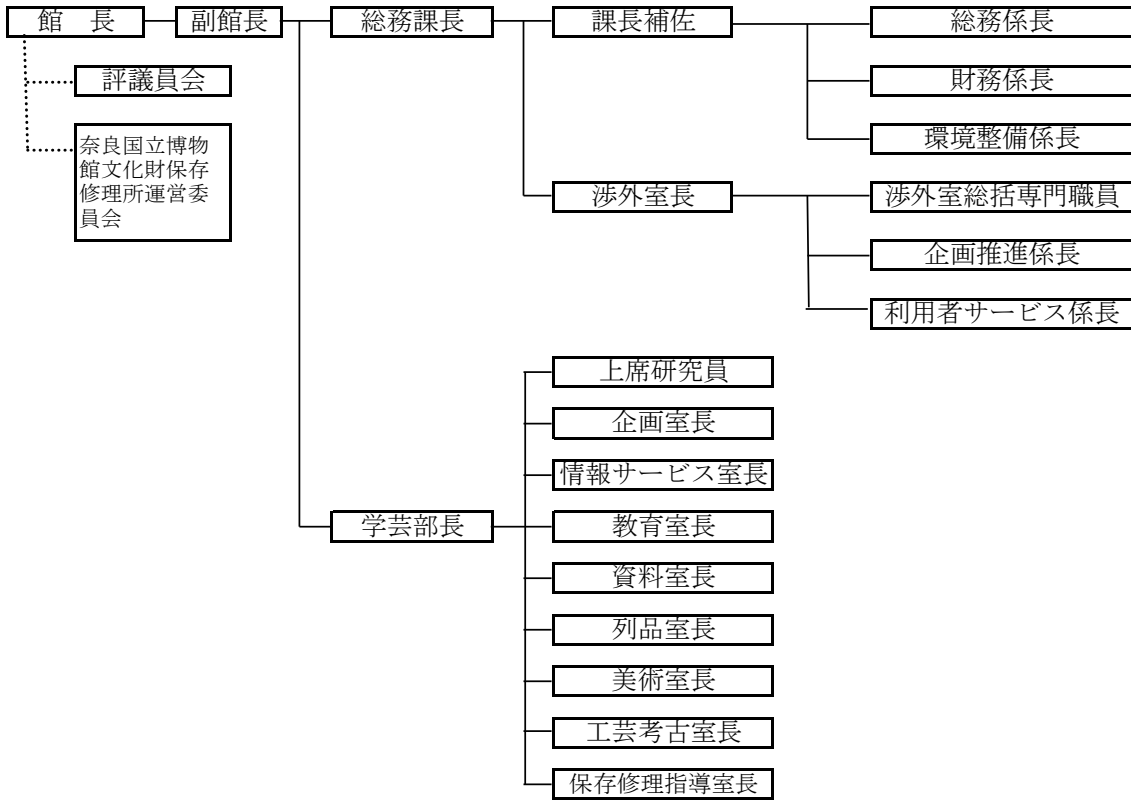 館　長
副館長
総務課長
課長補佐
総務係長
評議員会
財務係長
奈良国立博物
館文化財保存
修理所運営委
員会
環境整備係長
渉外室長
渉外室総括専門職員
企画推進係長
利用者サービス係長
上席研究員
企画室長
情報サービス室長
学芸部長
教育室長
資料室長
列品室長
美術室長
工芸考古室長
保存修理指導室長